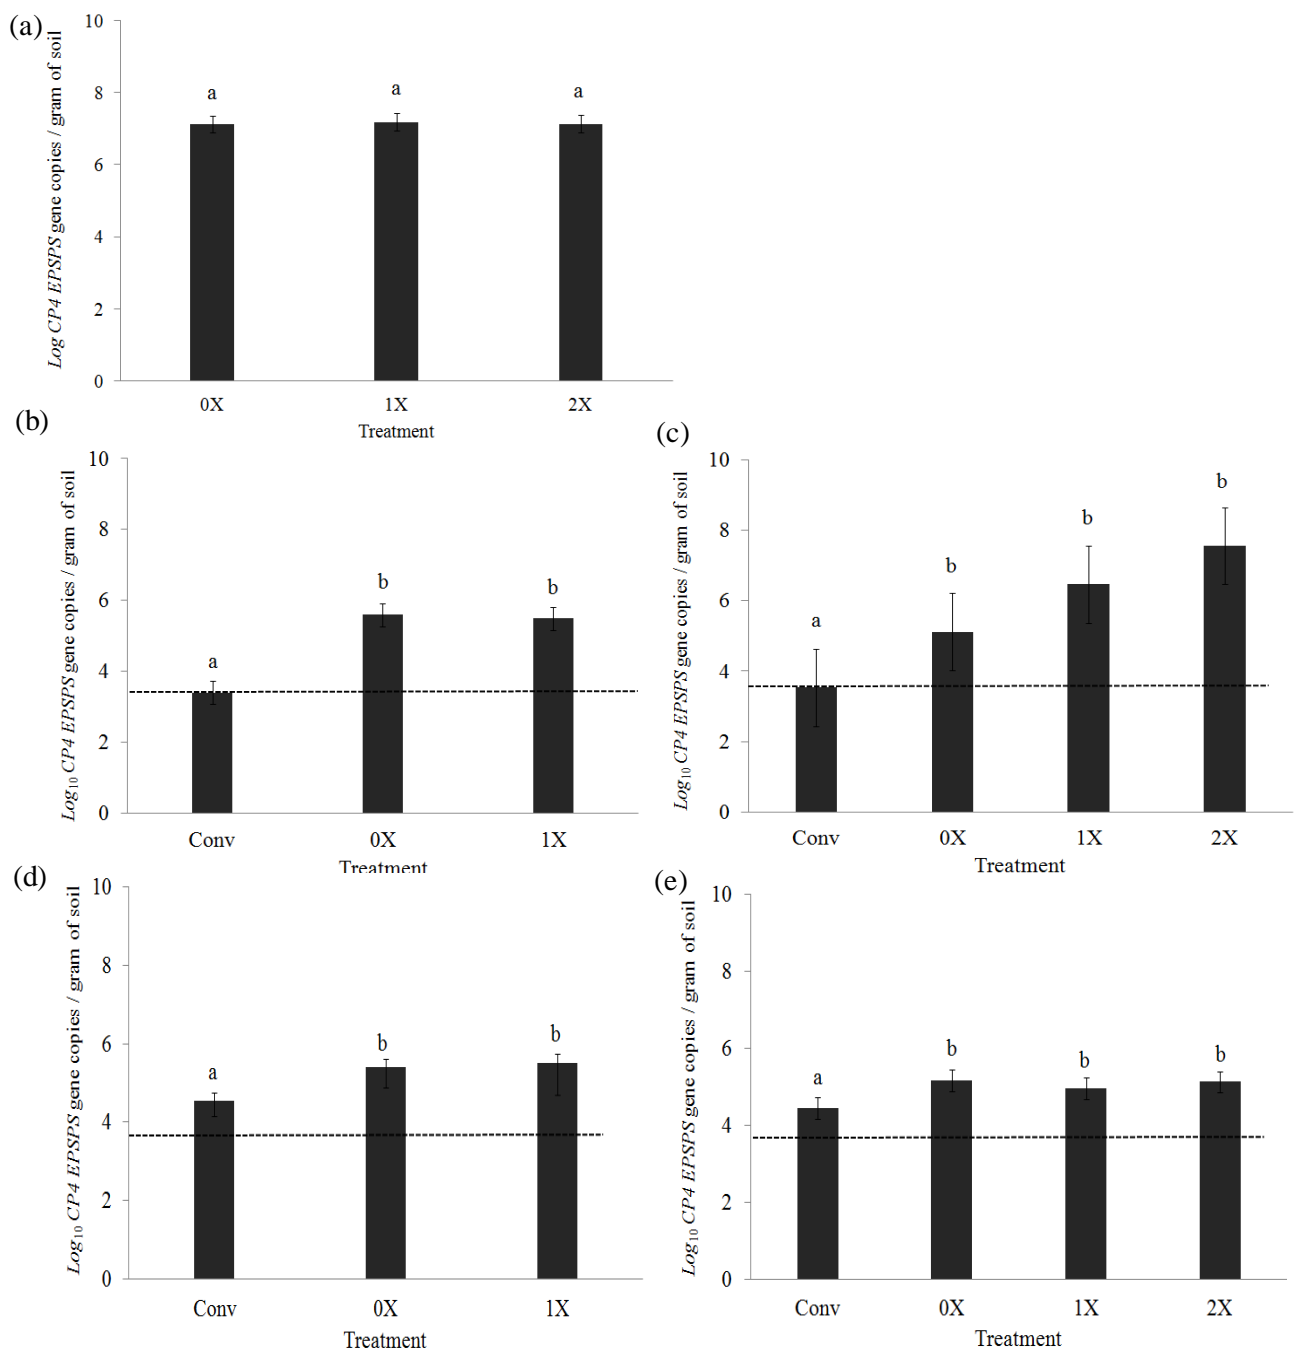 (a)
Log CP4 EPSPS gene copies / gram of soil
10
8
6
4
2
0
a a a
0X 1X 2X
Treatment
(b)
Log10 CP4 EPSPS gene copies / gram of soil
10
8
6
4
2
0
a b b
Conv 0X 1X
Treatment
(c)
Log10 CP4 EPSPS gene copies / gram of soil
10
8
6
4
2
0
a b b b
Conv 0X 1X 2X
Treatment
(d)
Log10 CP4 EPSPS gene copies / gram of soil
10
8
6
4
2
0
a b b
Conv 0X 1X
Treatment
(e)
Log10 CP4 EPSPS gene copies / gram of soil
10
8
6
4
2
0
a b b b
Conv 0X 1X 2X
Treatment